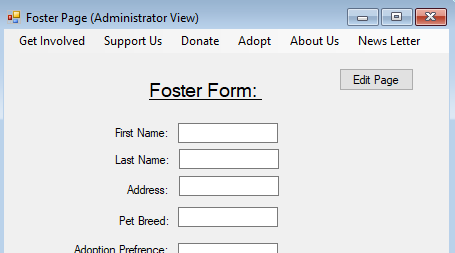 Foster Page (Administrator View)
Get Involved Support Us Donate Adopt About Us News Letter
Edit Page
Foster Form:
First Name:
Last Name:
Address:
Pet Breed:
Adoption Prefrence: